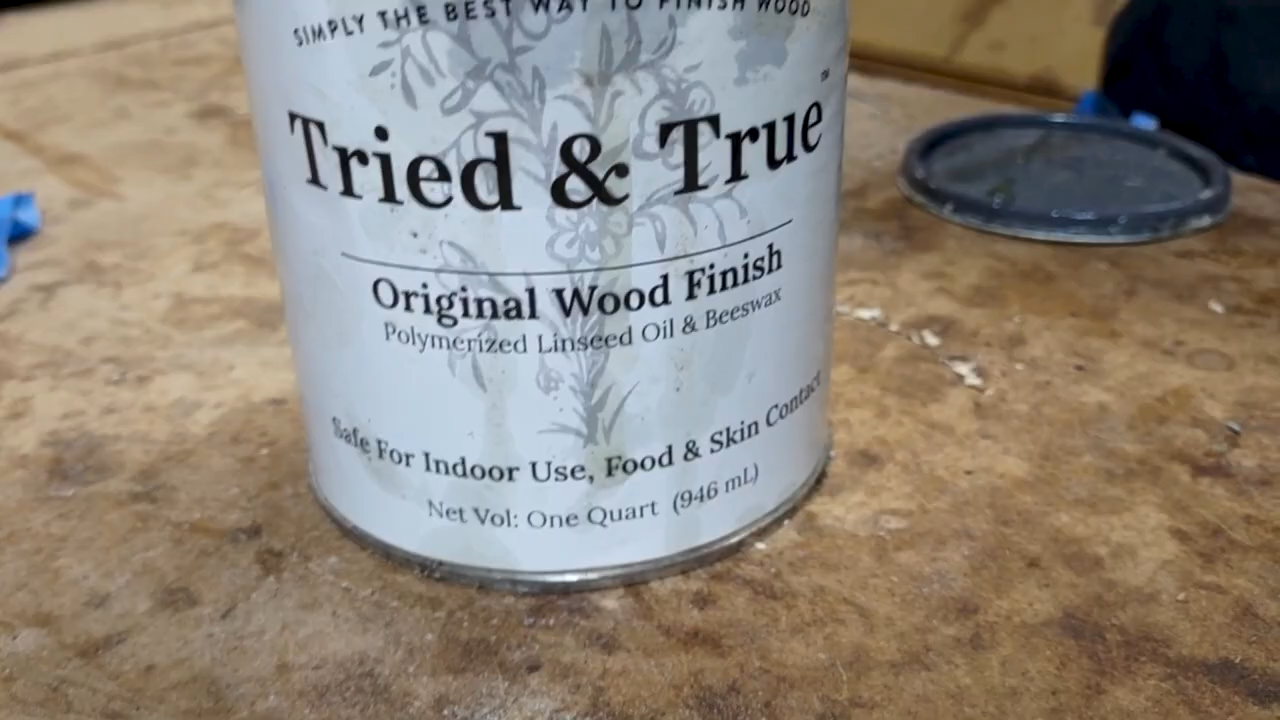 SIMPLY THE BEST WAY TO FINISH WOOD
Tried & True™
Original Wood Finish
Polymerized Linseed Oil & Beeswax
Safe For Indoor Use, Food & Skin Contact
Net Vol: One Quart (946 mL)